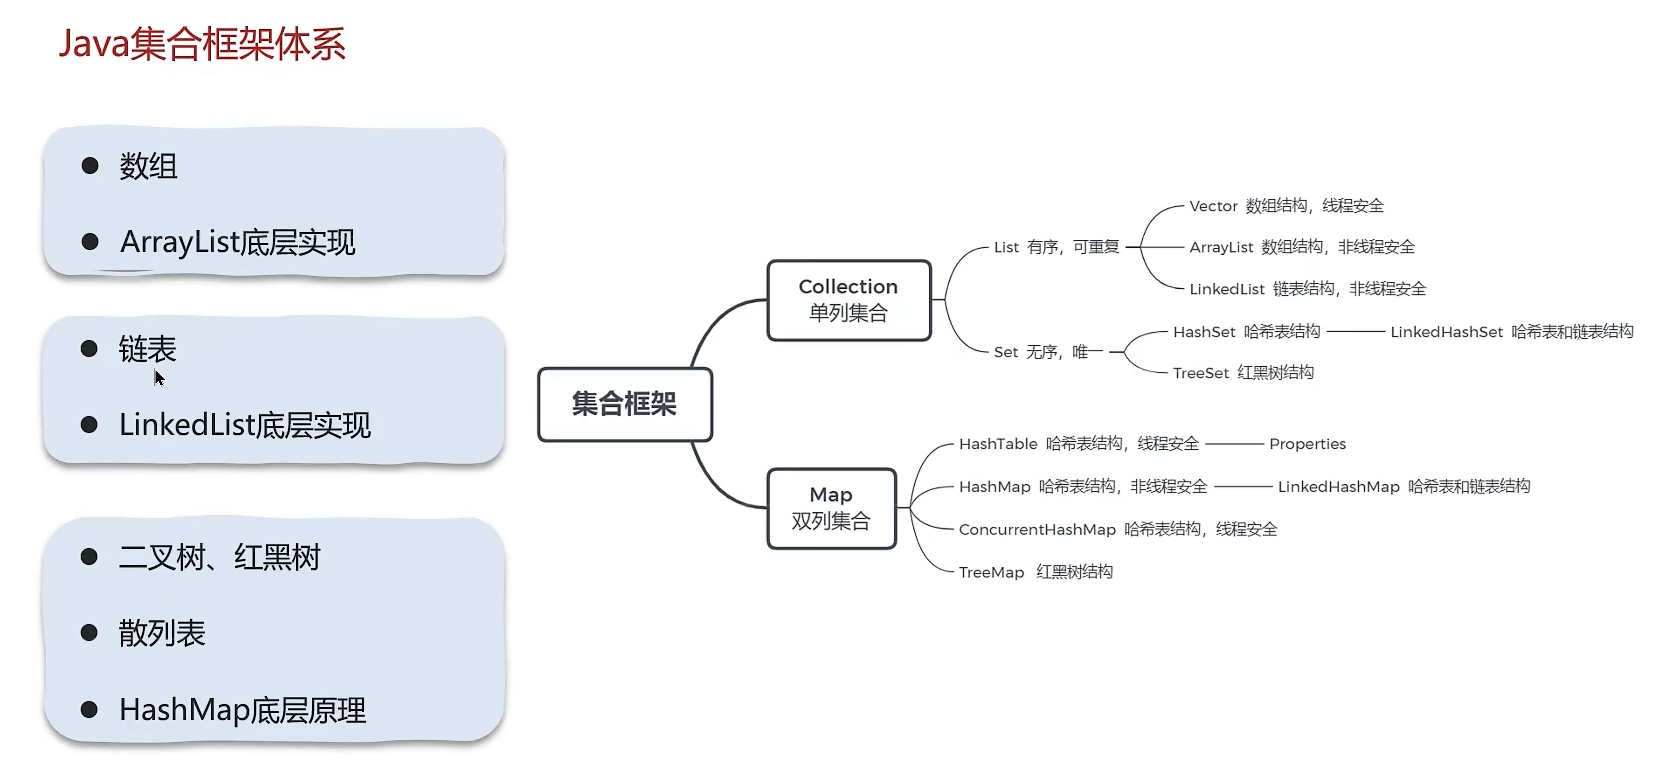 Java集合框架体系
数组
ArrayList底层实现
链表
LinkedList底层实现
二叉树、红黑树
散列表
HashMap底层原理
集合框架
Collection
单列集合
List 有序，可重复
Vector 数组结构，线程安全
ArrayList 数组结构，非线程安全
LinkedList 链表结构，非线程安全
Set 无序，唯一
HashSet 哈希表结构
LinkedHashSet 哈希表和链表结构
TreeSet 红黑树结构
Map
双列集合
HashTable 哈希表结构，线程安全
Properties
HashMap 哈希表结构，非线程安全
LinkedHashMap 哈希表和链表结构
ConcurrentHashMap 哈希表结构，线程安全
TreeMap 红黑树结构